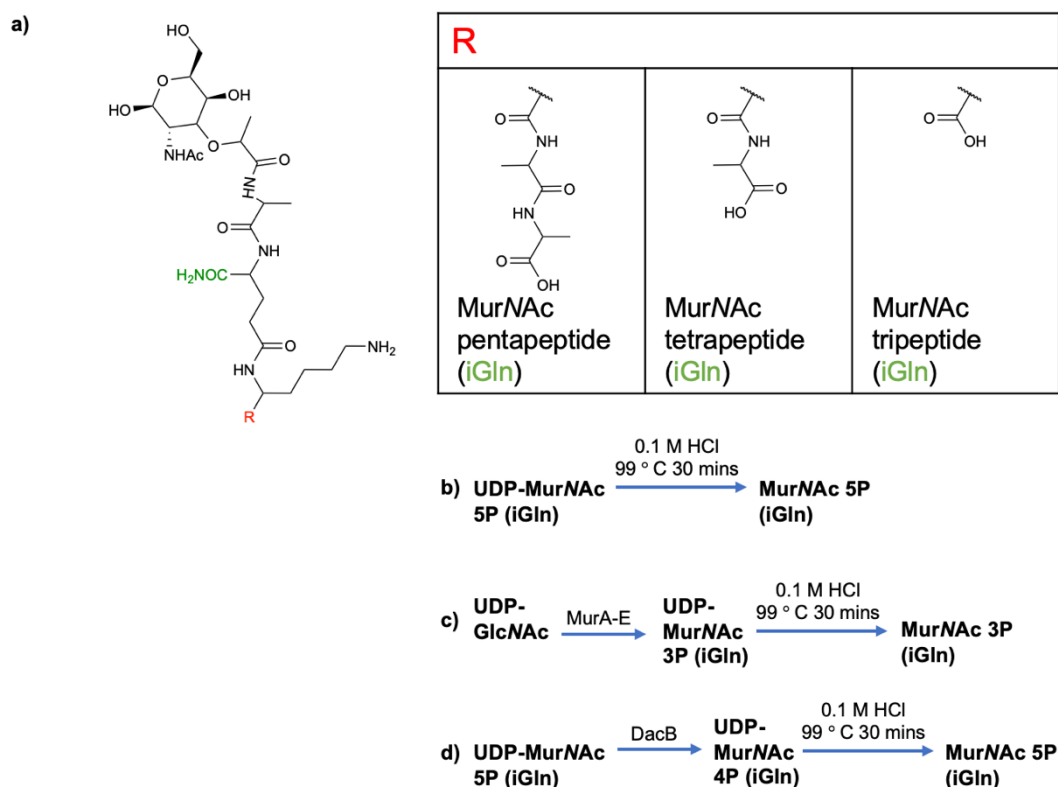 a)
HO
O
HO
OH
NHAc
O
O
HN
O
NH
H₂NOC
O
HN
NH₂
R
R
O
NH
O
HN
O
OH
MurNAc
pentapeptide
(iGln)
O
NH
O
HO
MurNAc
tetrapeptide
(iGln)
O
OH
MurNAc
tripeptide
(iGln)
b)
UDP-MurNAc
5P (iGln)
0.1 M HCl
99 ° C 30 mins
MurNAc 5P
(iGln)
c)
UDP-
GlcNAc
MurA-E
UDP-
MurNAc
3P (iGln)
0.1 M HCl
99 ° C 30 mins
MurNAc 3P
(iGln)
d)
UDP-MurNAc
5P (iGln)
DacB
UDP-
MurNAc
4P (iGln)
0.1 M HCl
99 ° C 30 mins
MurNAc 5P
(iGln)